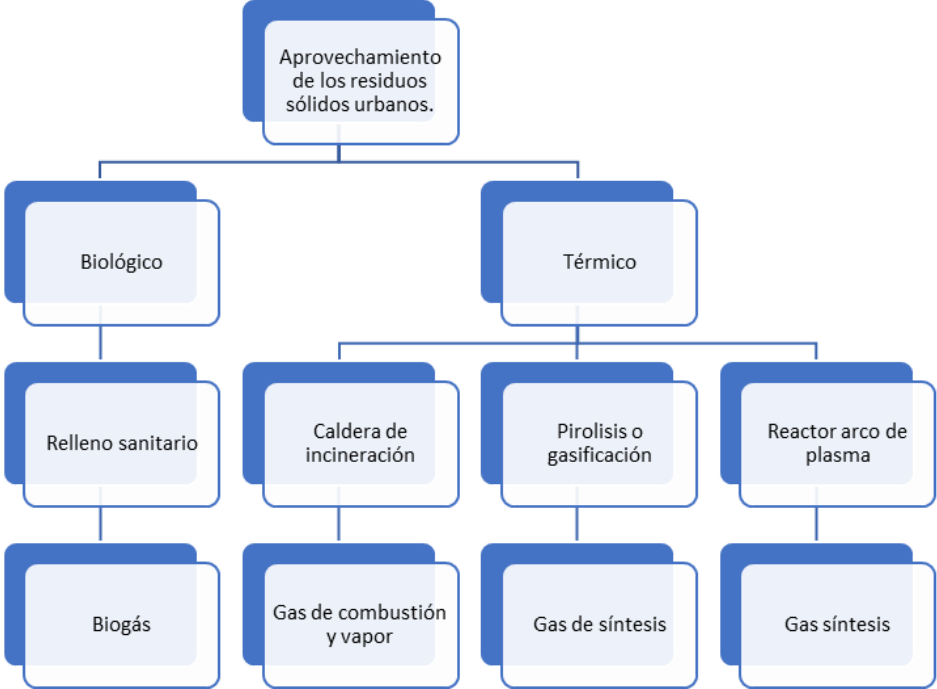 Aprovechamiento
de los residuos
sólidos urbanos.
Biológico
Térmico
Relleno sanitario
Caldera de
incineración
Pirolisis o
gasificación
Reactor arco de
plasma
Biogás
Gas de combustión
y vapor
Gas de síntesis
Gas síntesis